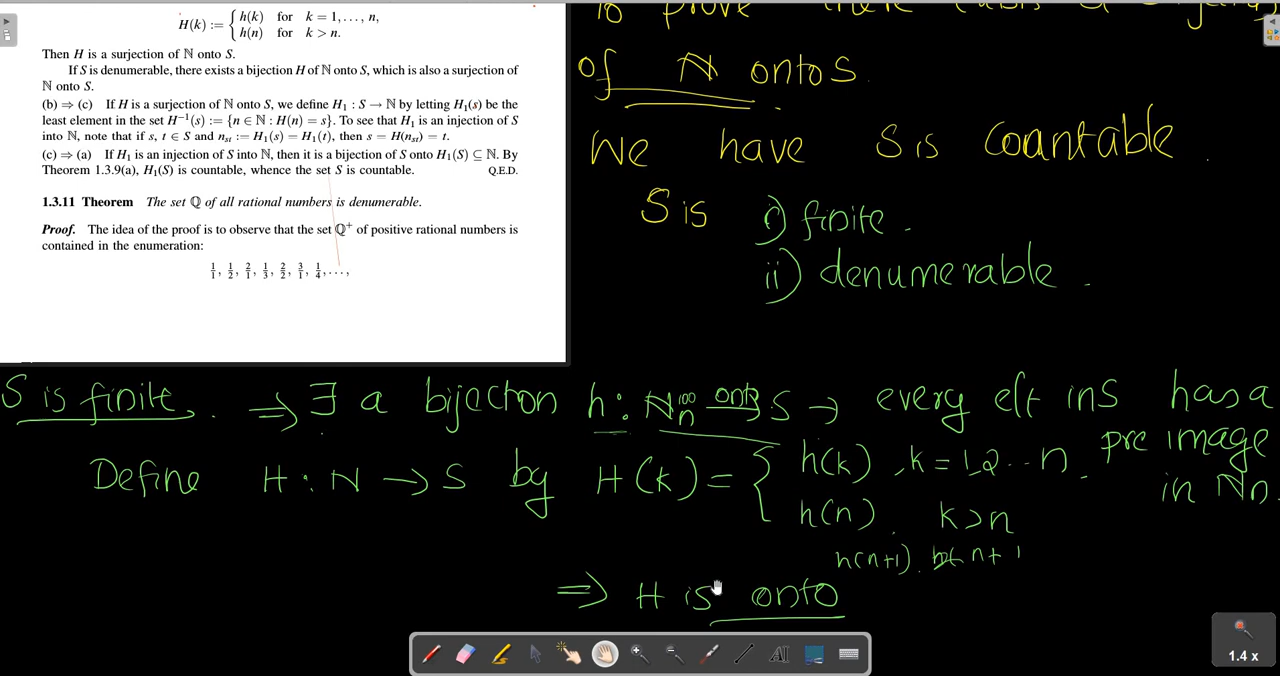 H(k) := { h(k) for k = 1, ..., n,
h(n) for k > n.
Then H is a surjection of ℕ onto S.
If S is denumerable, there exists a bijection H of ℕ onto S, which is also a surjection of
ℕ onto S.
(b) ⇒ (c) If H is a surjection of ℕ onto S, we define H₁ : S → ℕ by letting H₁(s) be the
least element in the set H⁻¹(s) := {n ∈ ℕ : H(n) = s}. To see that H₁ is an injection of S
into ℕ, note that if s, t ∈ S and nₛₜ := H₁(s) = H₁(t), then s = H(nₛₜ) = t.
(c) ⇒ (a) If H₁ is an injection of S into ℕ, then it is a bijection of S onto H₁(S) ⊆ ℕ. By
Theorem 1.3.9(a), H₁(S) is countable, whence the set S is countable. Q.E.D.
1.3.11 Theorem The set ℚ of all rational numbers is denumerable.
Proof. The idea of the proof is to observe that the set ℚ⁺ of positive rational numbers is
contained in the enumeration:
1/1, 1/2, 2/1, 1/3, 2/2, 3/1, 1/4, ...,
To prove there
of N onto S.
We have S is countable.
S is i) finite.
ii) denumerable.
S is finite. ⇒ ∃ a bijection h : Nn onto S → every elt in S has a
pre image
in Nn.
Define H : N → S by H(k) = { h(k), k = 1, 2 .. n.
h(n). k > n
h(n+1). n+1
⇒ H is onto
1.4 x